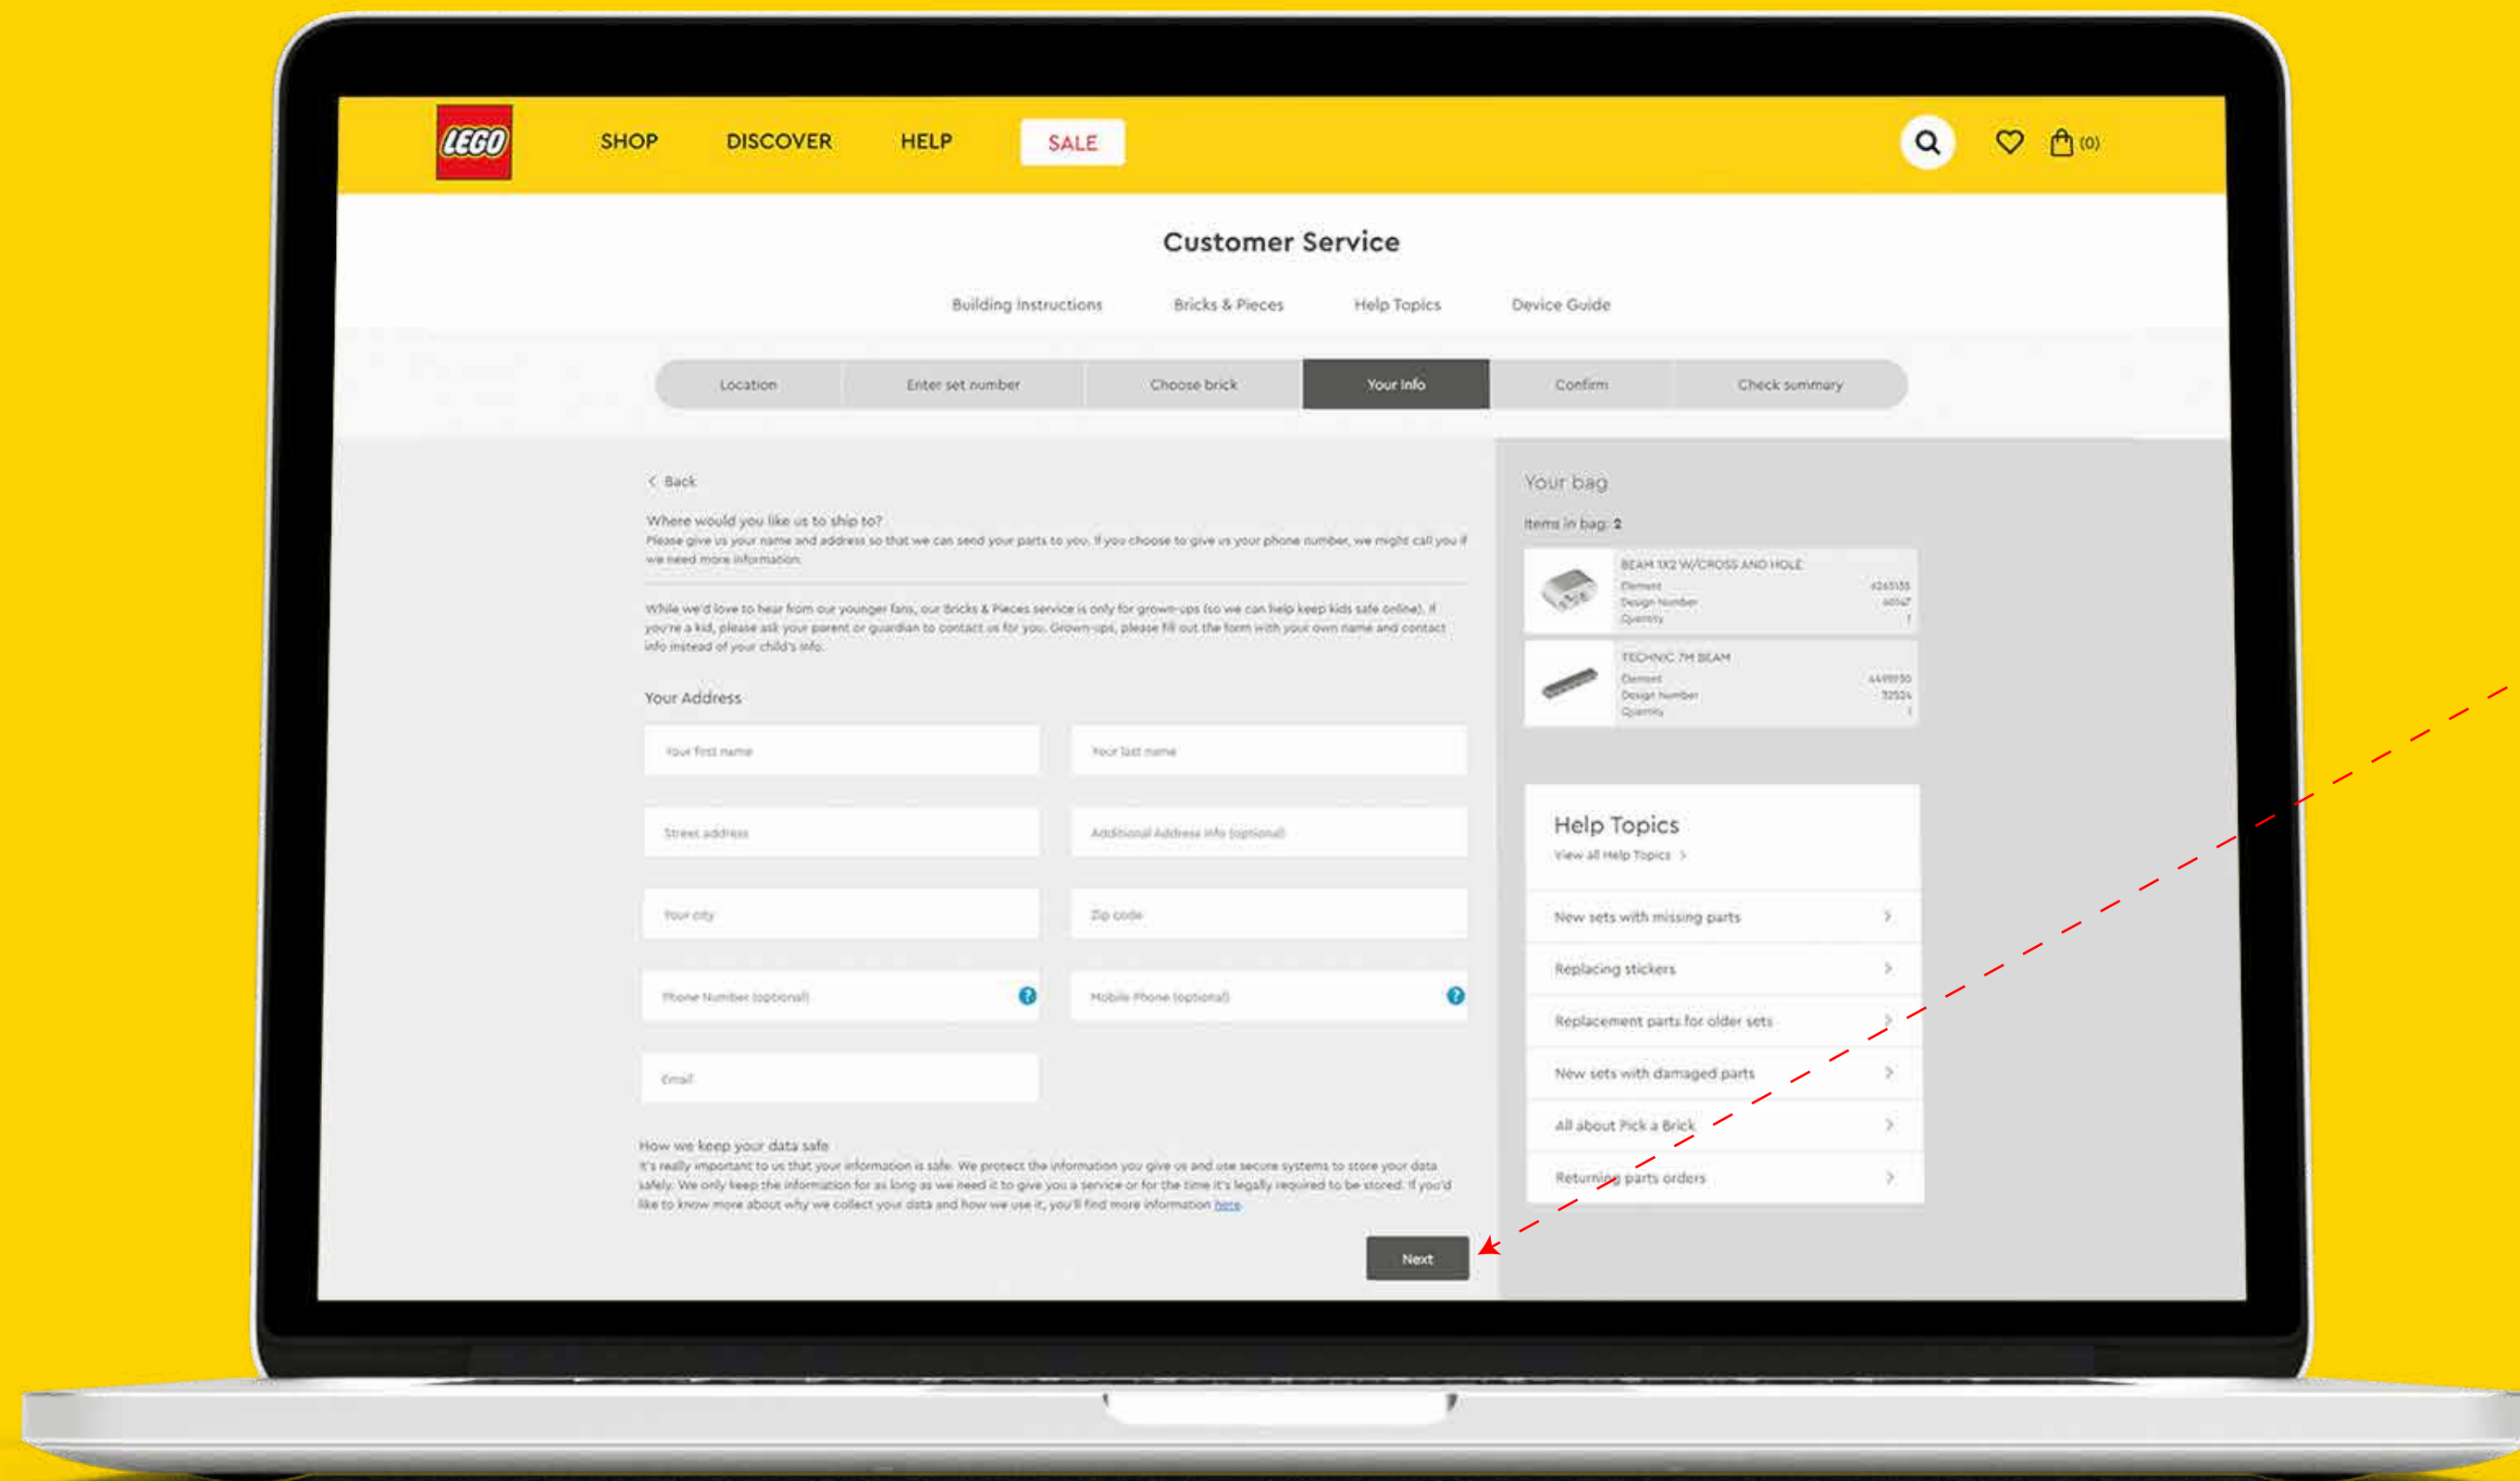 LEGO
SHOP DISCOVER HELP SALE (0)
Customer Service
Building Instructions Bricks & Pieces Help Topics Device Guide
Location Enter set number Choose brick Your Info Confirm Check summary
< Back
Where would you like us to ship to?
Please give us your name and address so that we can send your parts to you. If you choose to give us your phone number, we might call you if
we need more information.
While we'd love to hear from our younger fans, our Bricks & Pieces service is only for grown-ups (so we can help keep kids safe online). If
you're a kid, please ask your parent or guardian to contact us for you. Grown-ups, please fill out the form with your own name and contact
info instead of your child's info.
Your Address
Your first name Your last name
Street address Additional Address Info (optional)
Your city Zip code
Phone Number (optional) ? Mobile Phone (optional) ?
Email
How we keep your data safe
It's really important to us that your information is safe. We protect the information you give us and use secure systems to store your data
safely. We only keep the information for as long as we need it to give you a service or for the time it's legally required to be stored. If you'd
like to know more about why we collect your data and how we use it, you'll find more information here.
Next
Your bag
Items in bag: 2
BEAM 1X2 W/CROSS AND HOLE
Element
Design Number
Quantity 1
TECHNIC 7M BEAM
Element
Design Number 32524
Quantity 1
Help Topics
View all Help Topics >
New sets with missing parts >
Replacing stickers >
Replacement parts for older sets >
New sets with damaged parts >
All about Pick a Brick >
Returning parts orders >